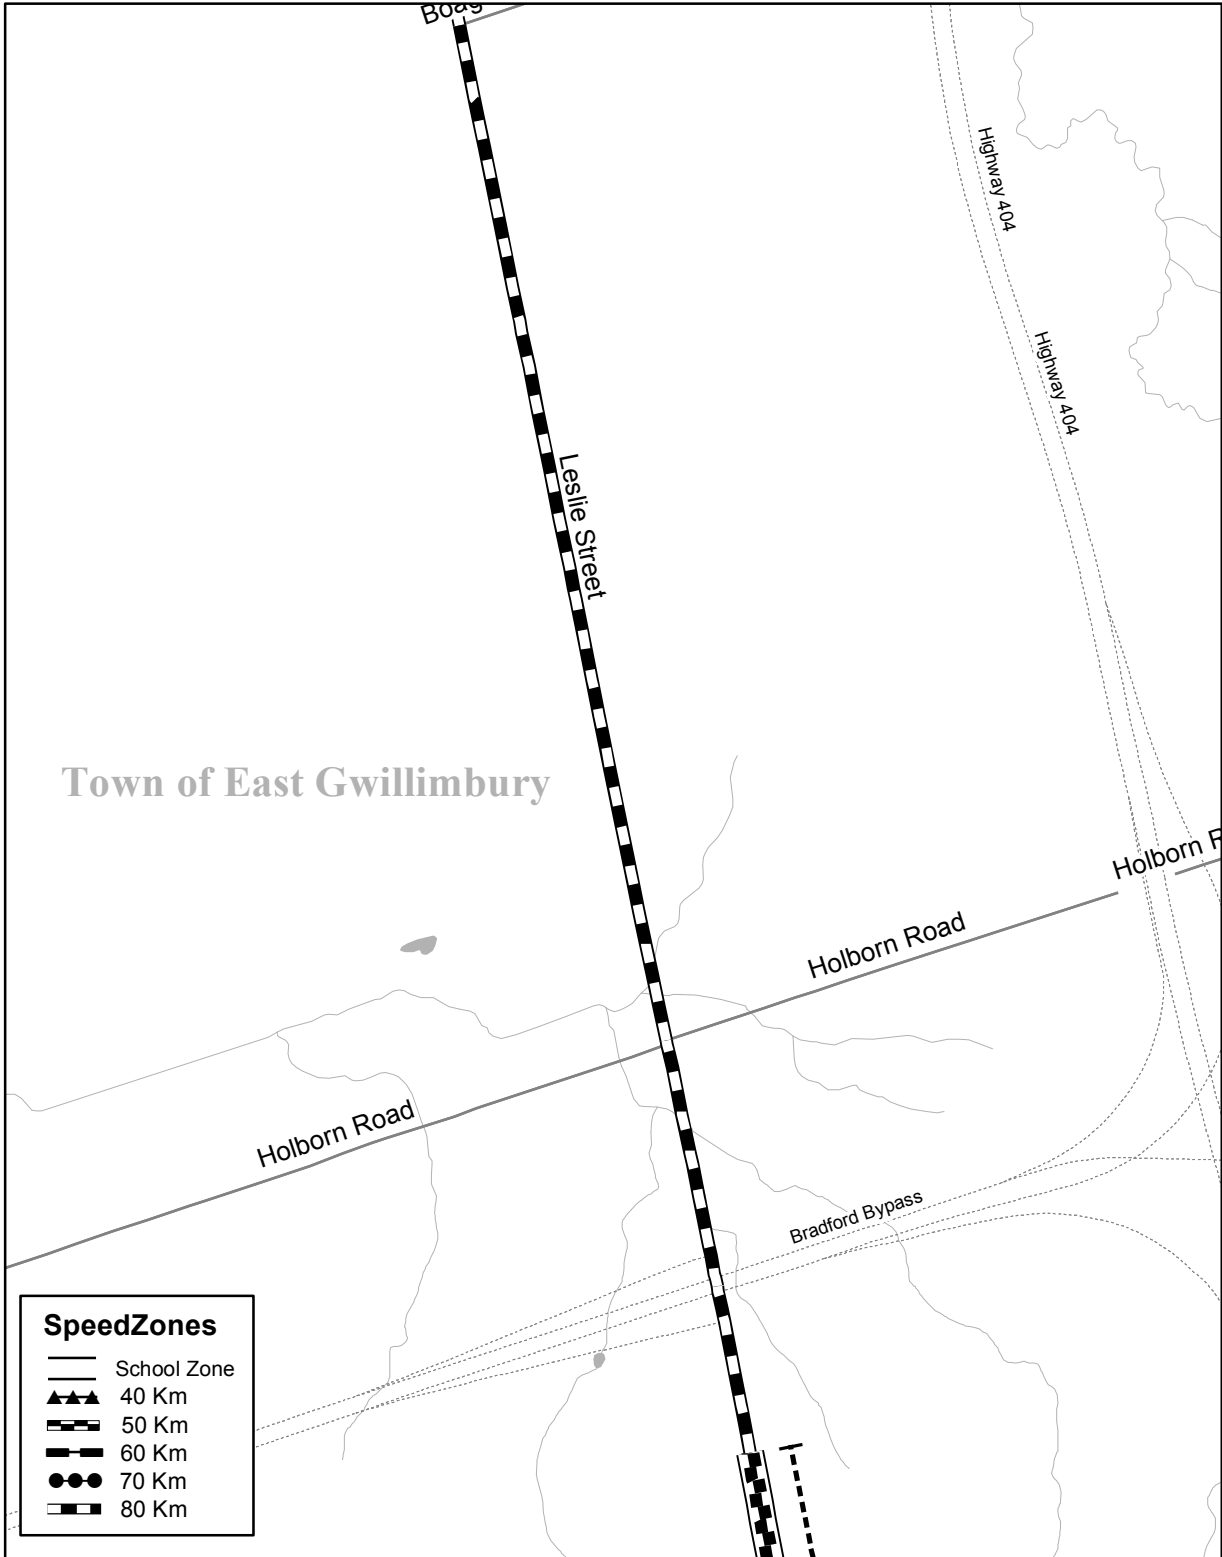 Boag
Highway 404
Highway 404
Leslie Street
Town of East Gwillimbury
Holborn R
Holborn Road
Holborn Road
Bradford Bypass
SpeedZones
School Zone
40 Km
50 Km
60 Km
70 Km
80 Km